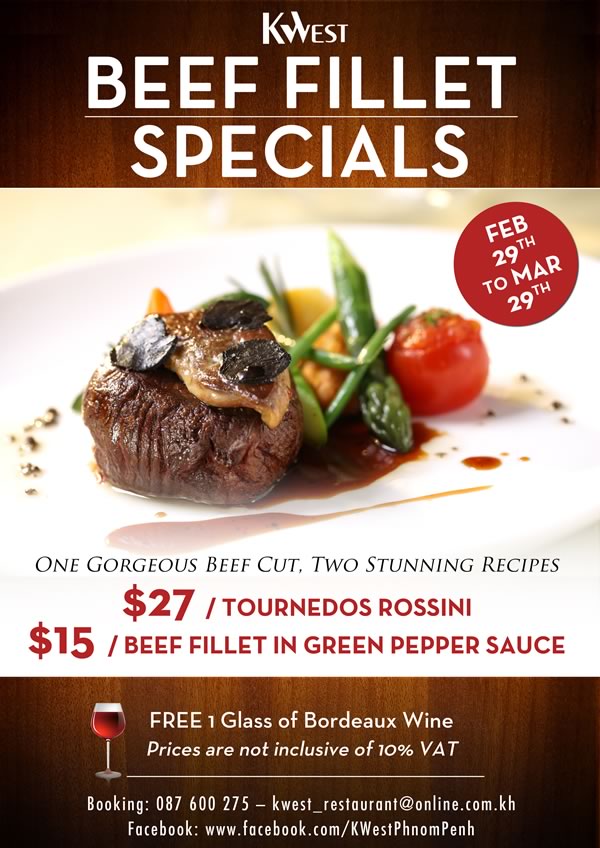 KWEST
BEEF FILLET
SPECIALS
FEB
29TH
TO MAR
29TH
ONE GORGEOUS BEEF CUT, TWO STUNNING RECIPES
$27 / TOURNEDOS ROSSINI
$15 / BEEF FILLET IN GREEN PEPPER SAUCE
FREE 1 Glass of Bordeaux Wine
Prices are not inclusive of 10% VAT
Booking: 087 600 275 – kwest_restaurant@online.com.kh
Facebook: www.facebook.com/KWestPhnomPenh